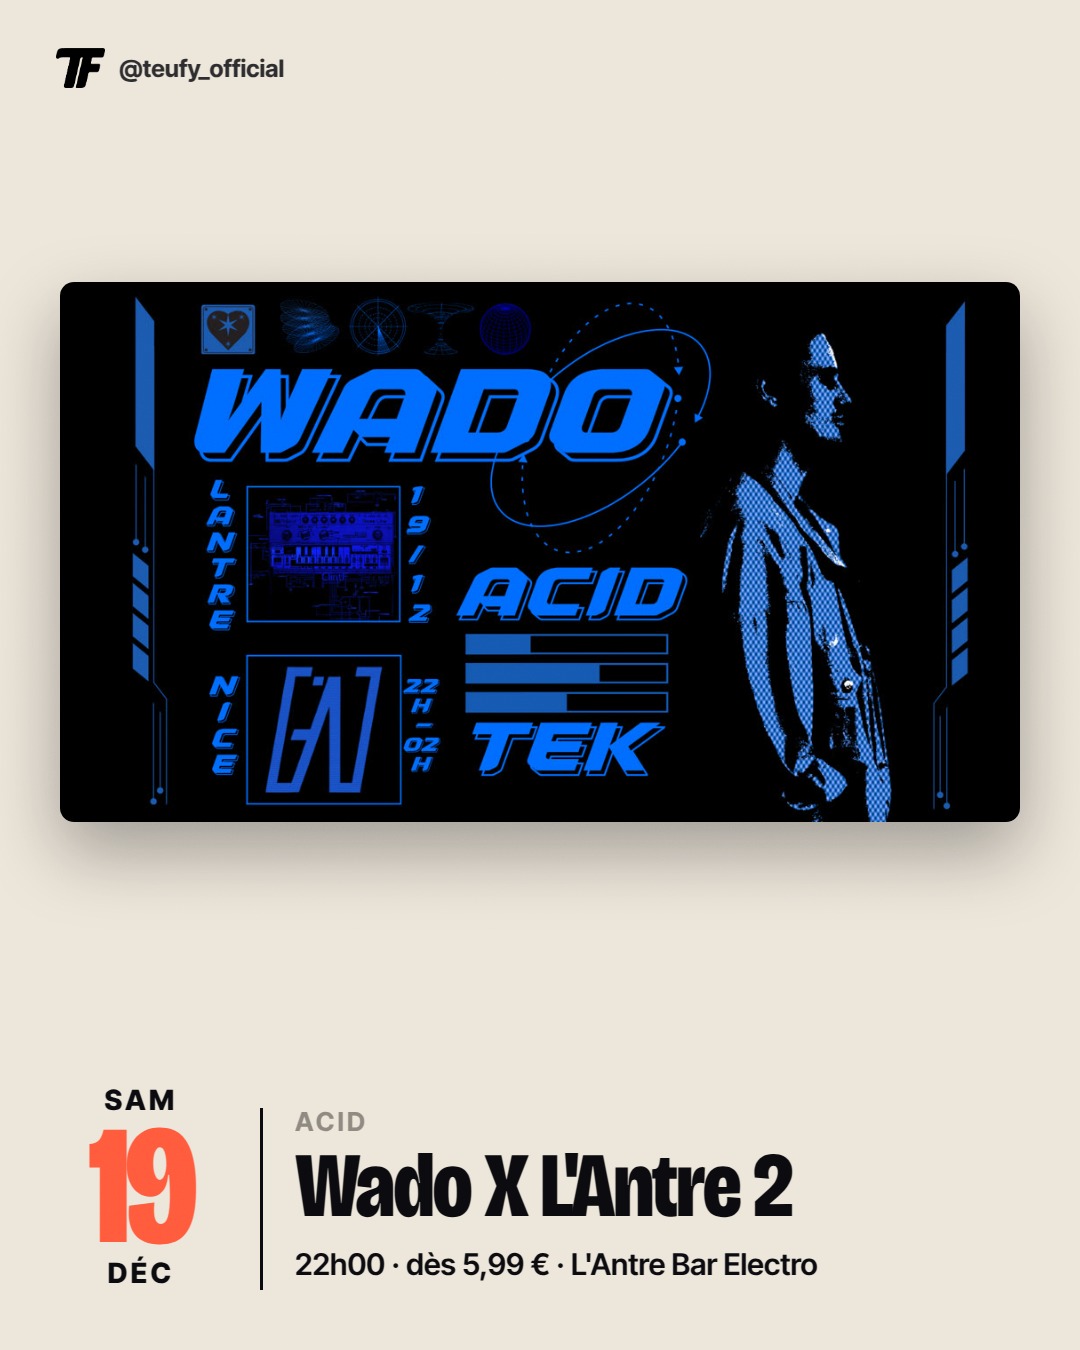 TF @teufy_official
WADO
LANTRE
19/12
ACID
NICE
22H-02H
TEK
SAM
19
DÉC
ACID
Wado X L'Antre 2
22h00 · dès 5,99 € · L'Antre Bar Electro